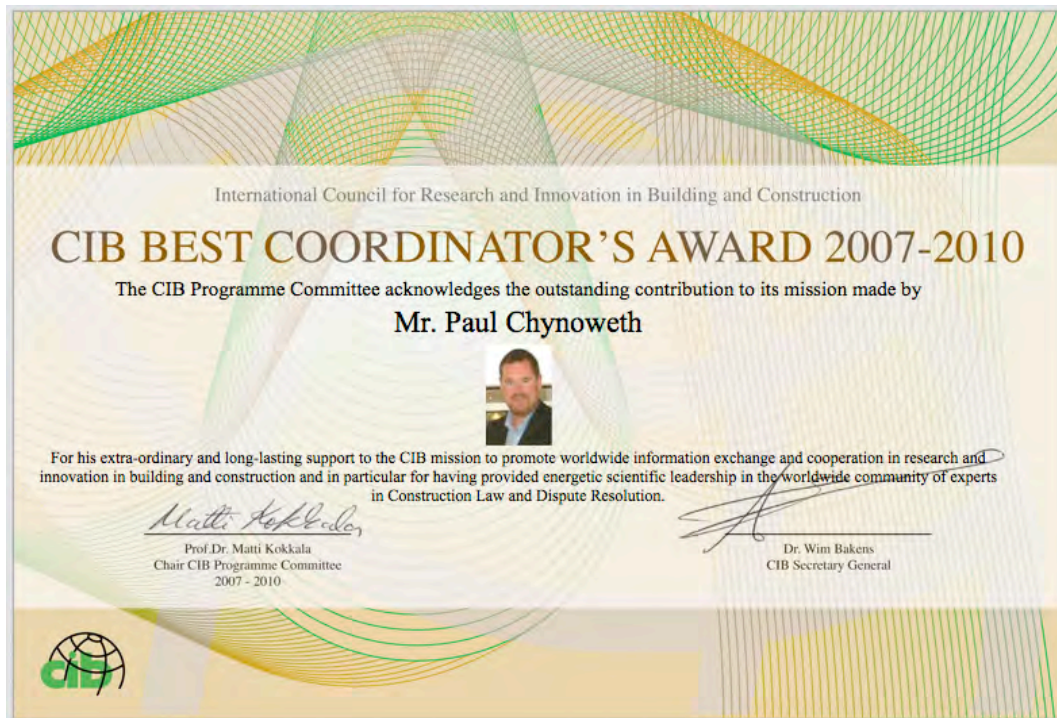 International Council for Research and Innovation in Building and Construction
CIB BEST COORDINATOR'S AWARD 2007-2010
The CIB Programme Committee acknowledges the outstanding contribution to its mission made by
Mr. Paul Chynoweth
For his extra-ordinary and long-lasting support to the CIB mission to promote worldwide information exchange and cooperation in research and
innovation in building and construction and in particular for having provided energetic scientific leadership in the worldwide community of experts
in Construction Law and Dispute Resolution.
Matti Kokkala
Prof.Dr. Matti Kokkala
Chair CIB Programme Committee
2007 - 2010
Dr. Wim Bakens
CIB Secretary General
cib